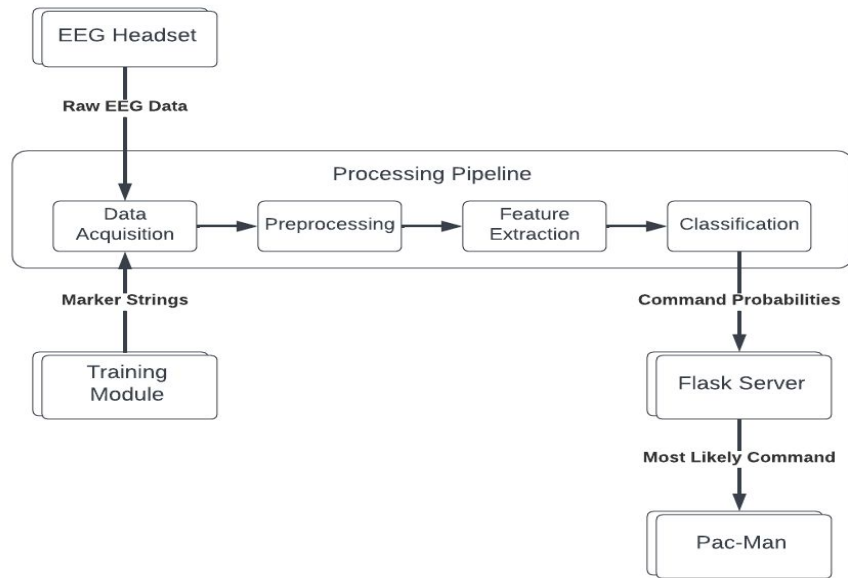 EEG Headset
Raw EEG Data
Processing Pipeline
Data
Acquisition
Preprocessing
Feature
Extraction
Classification
Marker Strings
Command Probabilities
Training
Module
Flask Server
Most Likely Command
Pac-Man